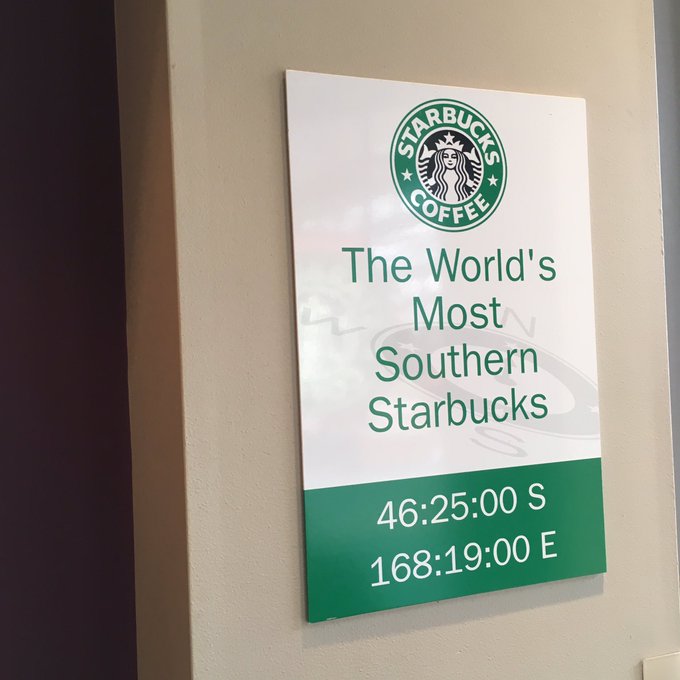 STARBUCKS
COFFEE
The World's
Most
Southern
Starbucks
N
S
46:25:00 S
168:19:00 E